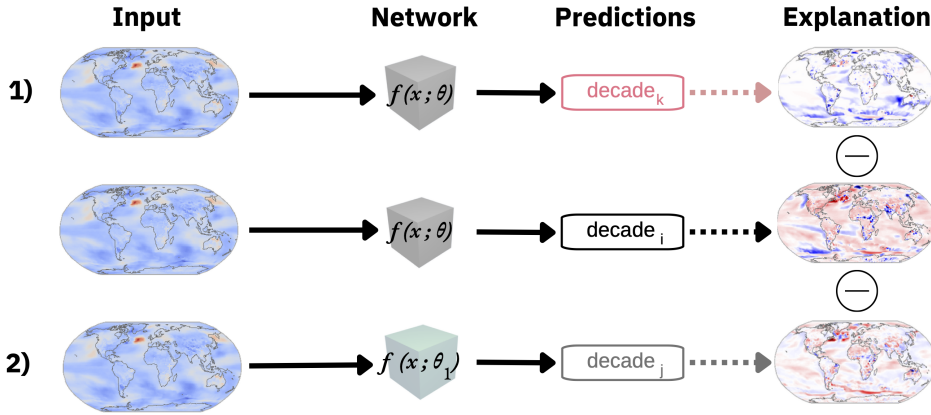 Input Network Predictions Explanation
1) f(x;θ) decade_k
f(x;θ) decade_i
2) f(x;θ_1) decade_j